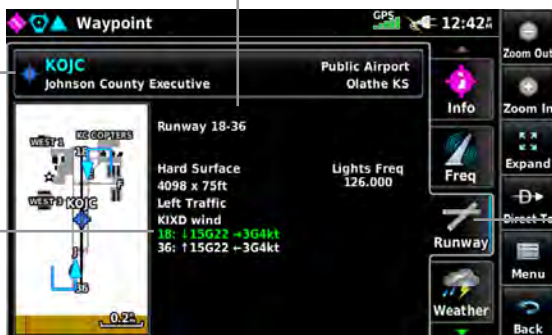 Waypoint
GPS
12:42
Zoom Out
KOJC
Johnson County Executive
Public Airport
Olathe KS
Info
Zoom In
WEST 1
KC COPTERS
18
F
WEST 3
KOJC
36
0.2
Runway 18-36
Hard Surface
4098 x 75ft
Left Traffic
KIXD wind
18: ↓15G22 →3G4kt
36: ↑15G22 ←3G4kt
Lights Freq
126.000
Freq
Expand
Direct-To
Runway
Menu
Weather
Back